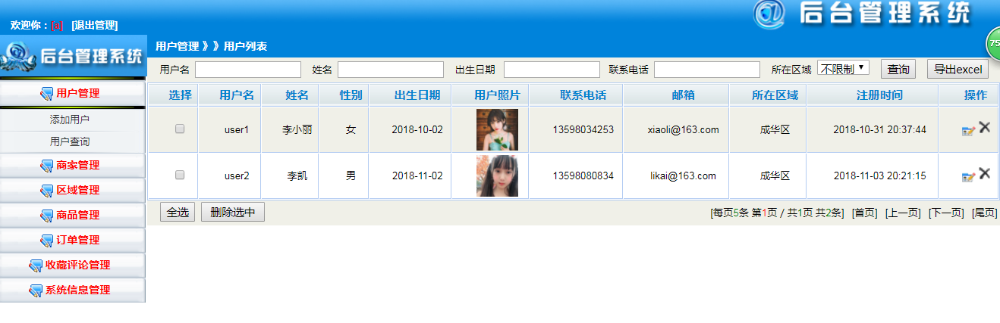 后台管理系统
欢迎你：[a] [退出管理]
75
后台管理系统
用户管理 》》用户列表
用户名 姓名 出生日期 联系电话 所在区域 不限制 查询 导出excel
用户管理
添加用户
用户查询
商家管理
区域管理
商品管理
订单管理
收藏评论管理
系统信息管理
选择 用户名 姓名 性别 出生日期 用户照片 联系电话 邮箱 所在区域 注册时间 操作
user1 李小丽 女 2018-10-02 13598034253 xiaoli@163.com 成华区 2018-10-31 20:37:44
user2 李凯 男 2018-11-02 13598080834 likai@163.com 成华区 2018-11-03 20:21:15
全选 删除选中 [每页5条 第1页 / 共1页 共2条] [首页] [上一页] [下一页] [尾页]